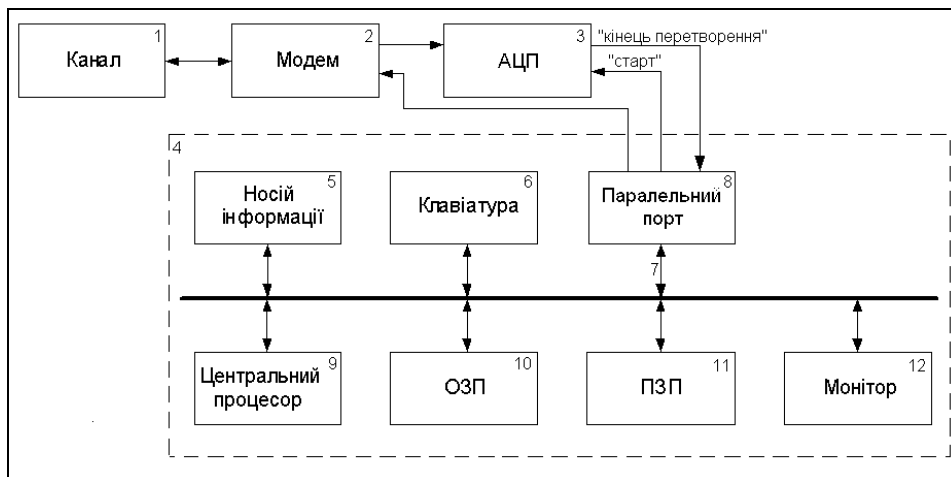 1
Канал
2
Модем
3
АЦП
"кінець перетворення"
"старт"
4
5
Носій
інформації
6
Клавіатура
8
Паралельний
порт
7
9
Центральний
процесор
10
ОЗП
11
ПЗП
12
Монітор